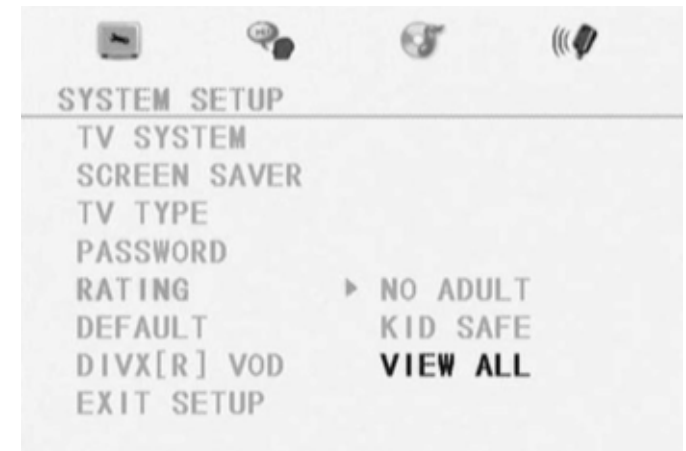 SYSTEM SETUP
TV SYSTEM
SCREEN SAVER
TV TYPE
PASSWORD
RATING NO ADULT
DEFAULT KID SAFE
DIVX[R] VOD VIEW ALL
EXIT SETUP